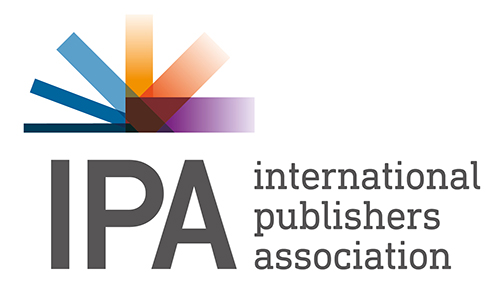 IPA
international
publishers
association